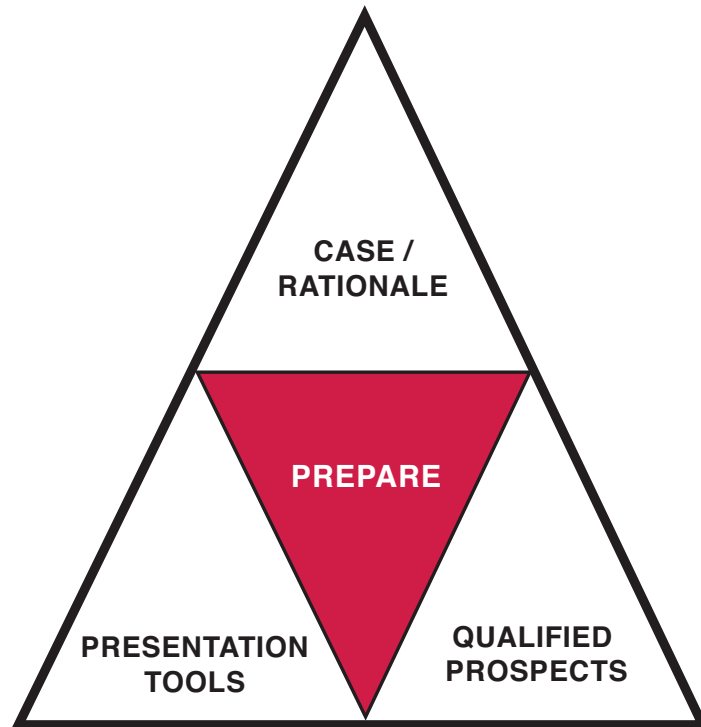 CASE /
RATIONALE
PREPARE
PRESENTATION
TOOLS
QUALIFIED
PROSPECTS